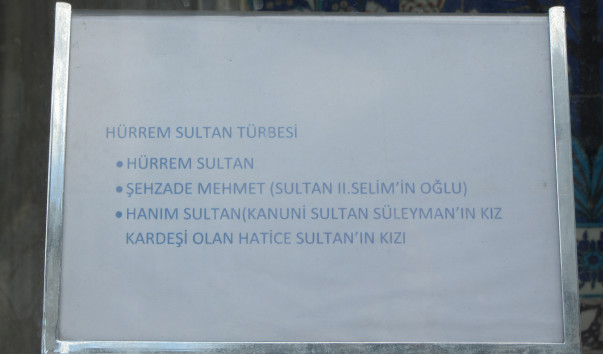 HÜRREM SULTAN TÜRBESİ
• HÜRREM SULTAN
• ŞEHZADE MEHMET (SULTAN II.SELİM'İN OĞLU)
• HANIM SULTAN(KANUNİ SULTAN SÜLEYMAN'IN KIZ
KARDEŞİ OLAN HATİCE SULTAN'IN KIZI